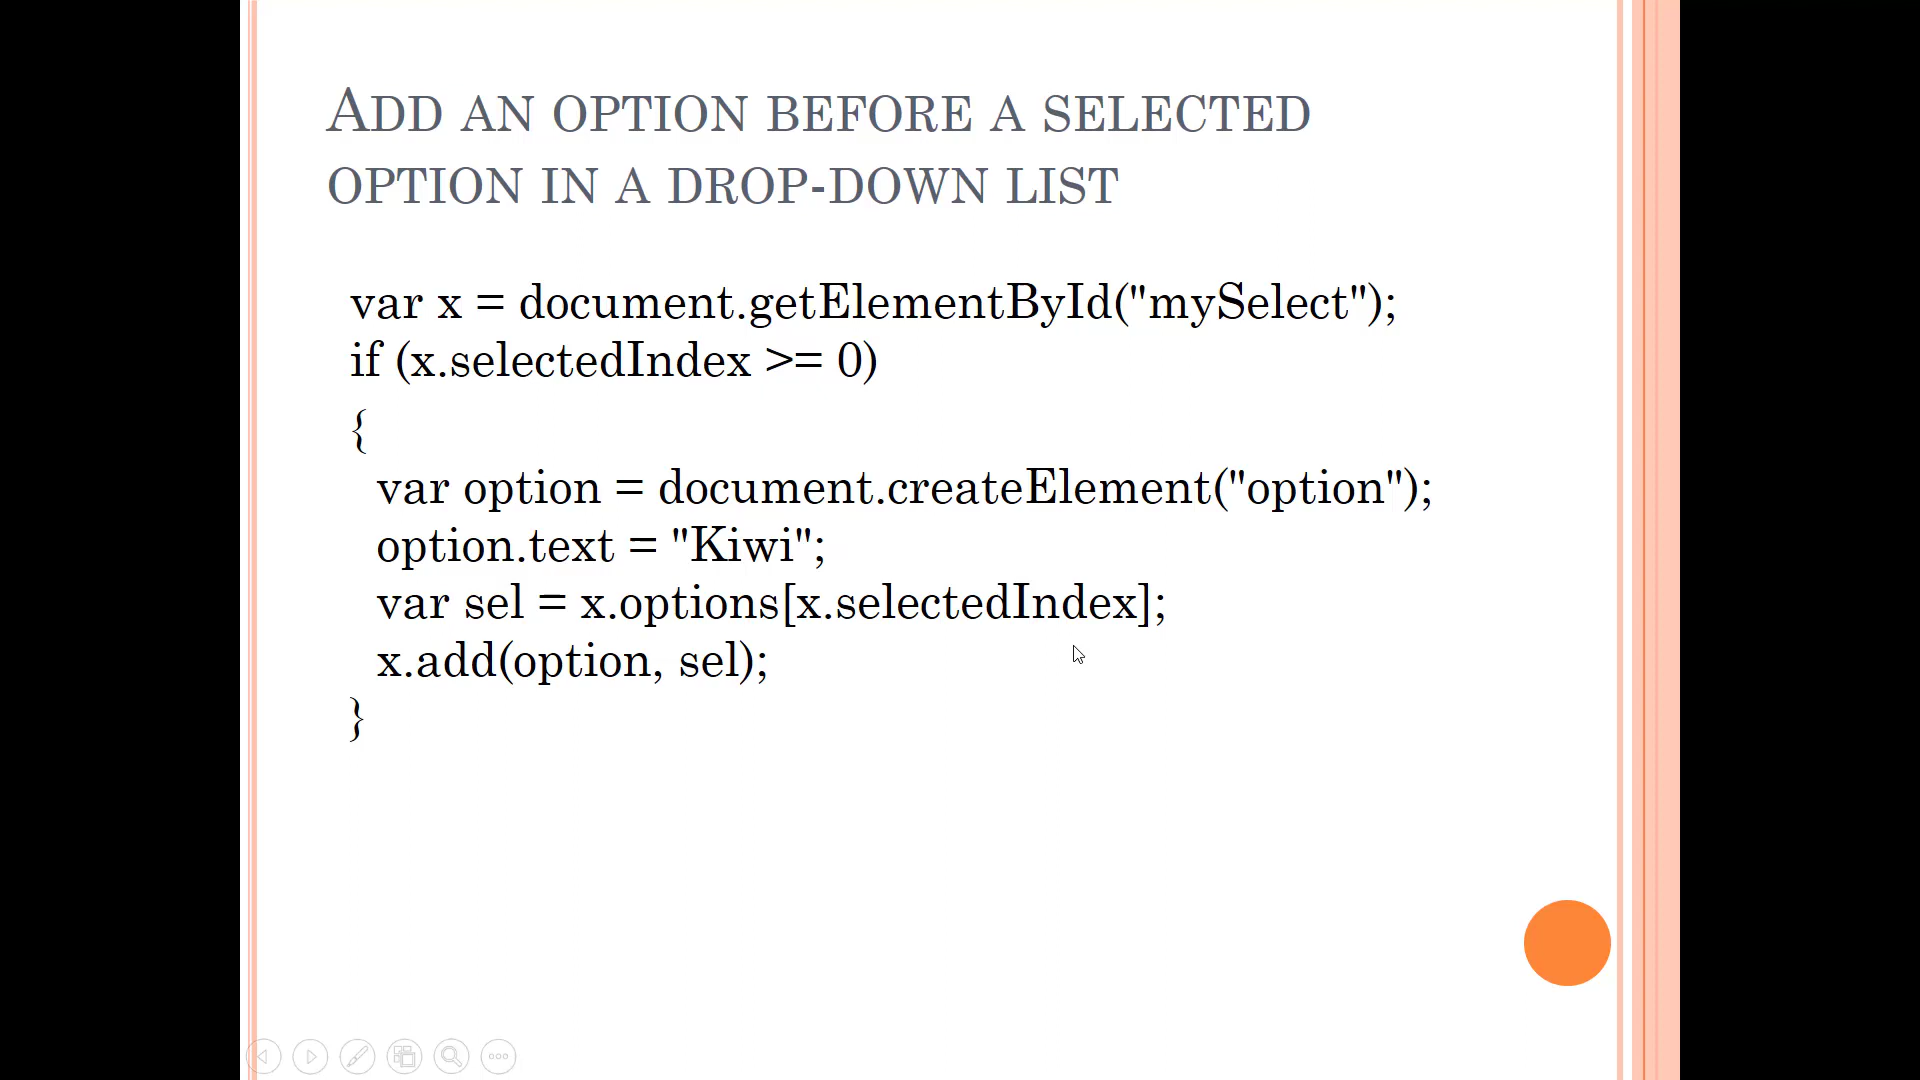 ADD AN OPTION BEFORE A SELECTED
OPTION IN A DROP-DOWN LIST
var x = document.getElementById("mySelect");
if (x.selectedIndex >= 0)
{
var option = document.createElement("option");
option.text = "Kiwi";
var sel = x.options[x.selectedIndex];
x.add(option, sel);
}